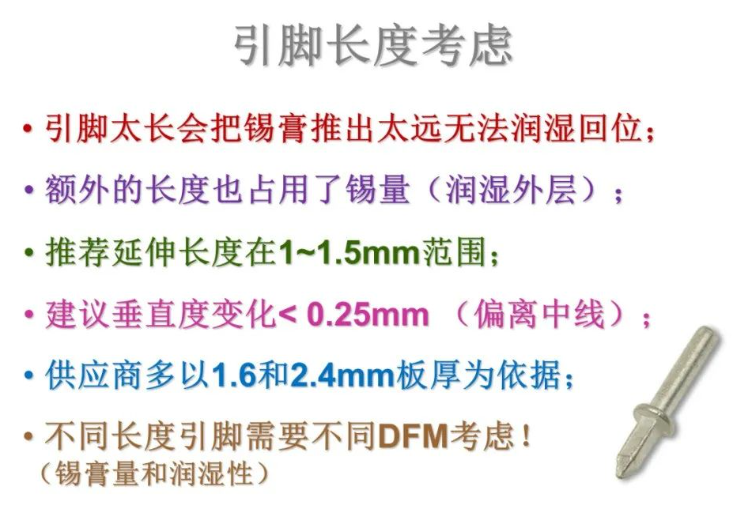 引脚长度考虑
• 引脚太长会把锡膏推出太远无法润湿回位；
• 额外的长度也占用了锡量（润湿外层）；
• 推荐延伸长度在1~1.5mm范围；
• 建议垂直度变化< 0.25mm （偏离中线）；
• 供应商多以1.6和2.4mm板厚为依据；
• 不同长度引脚需要不同DFM考虑！
（锡膏量和润湿性）